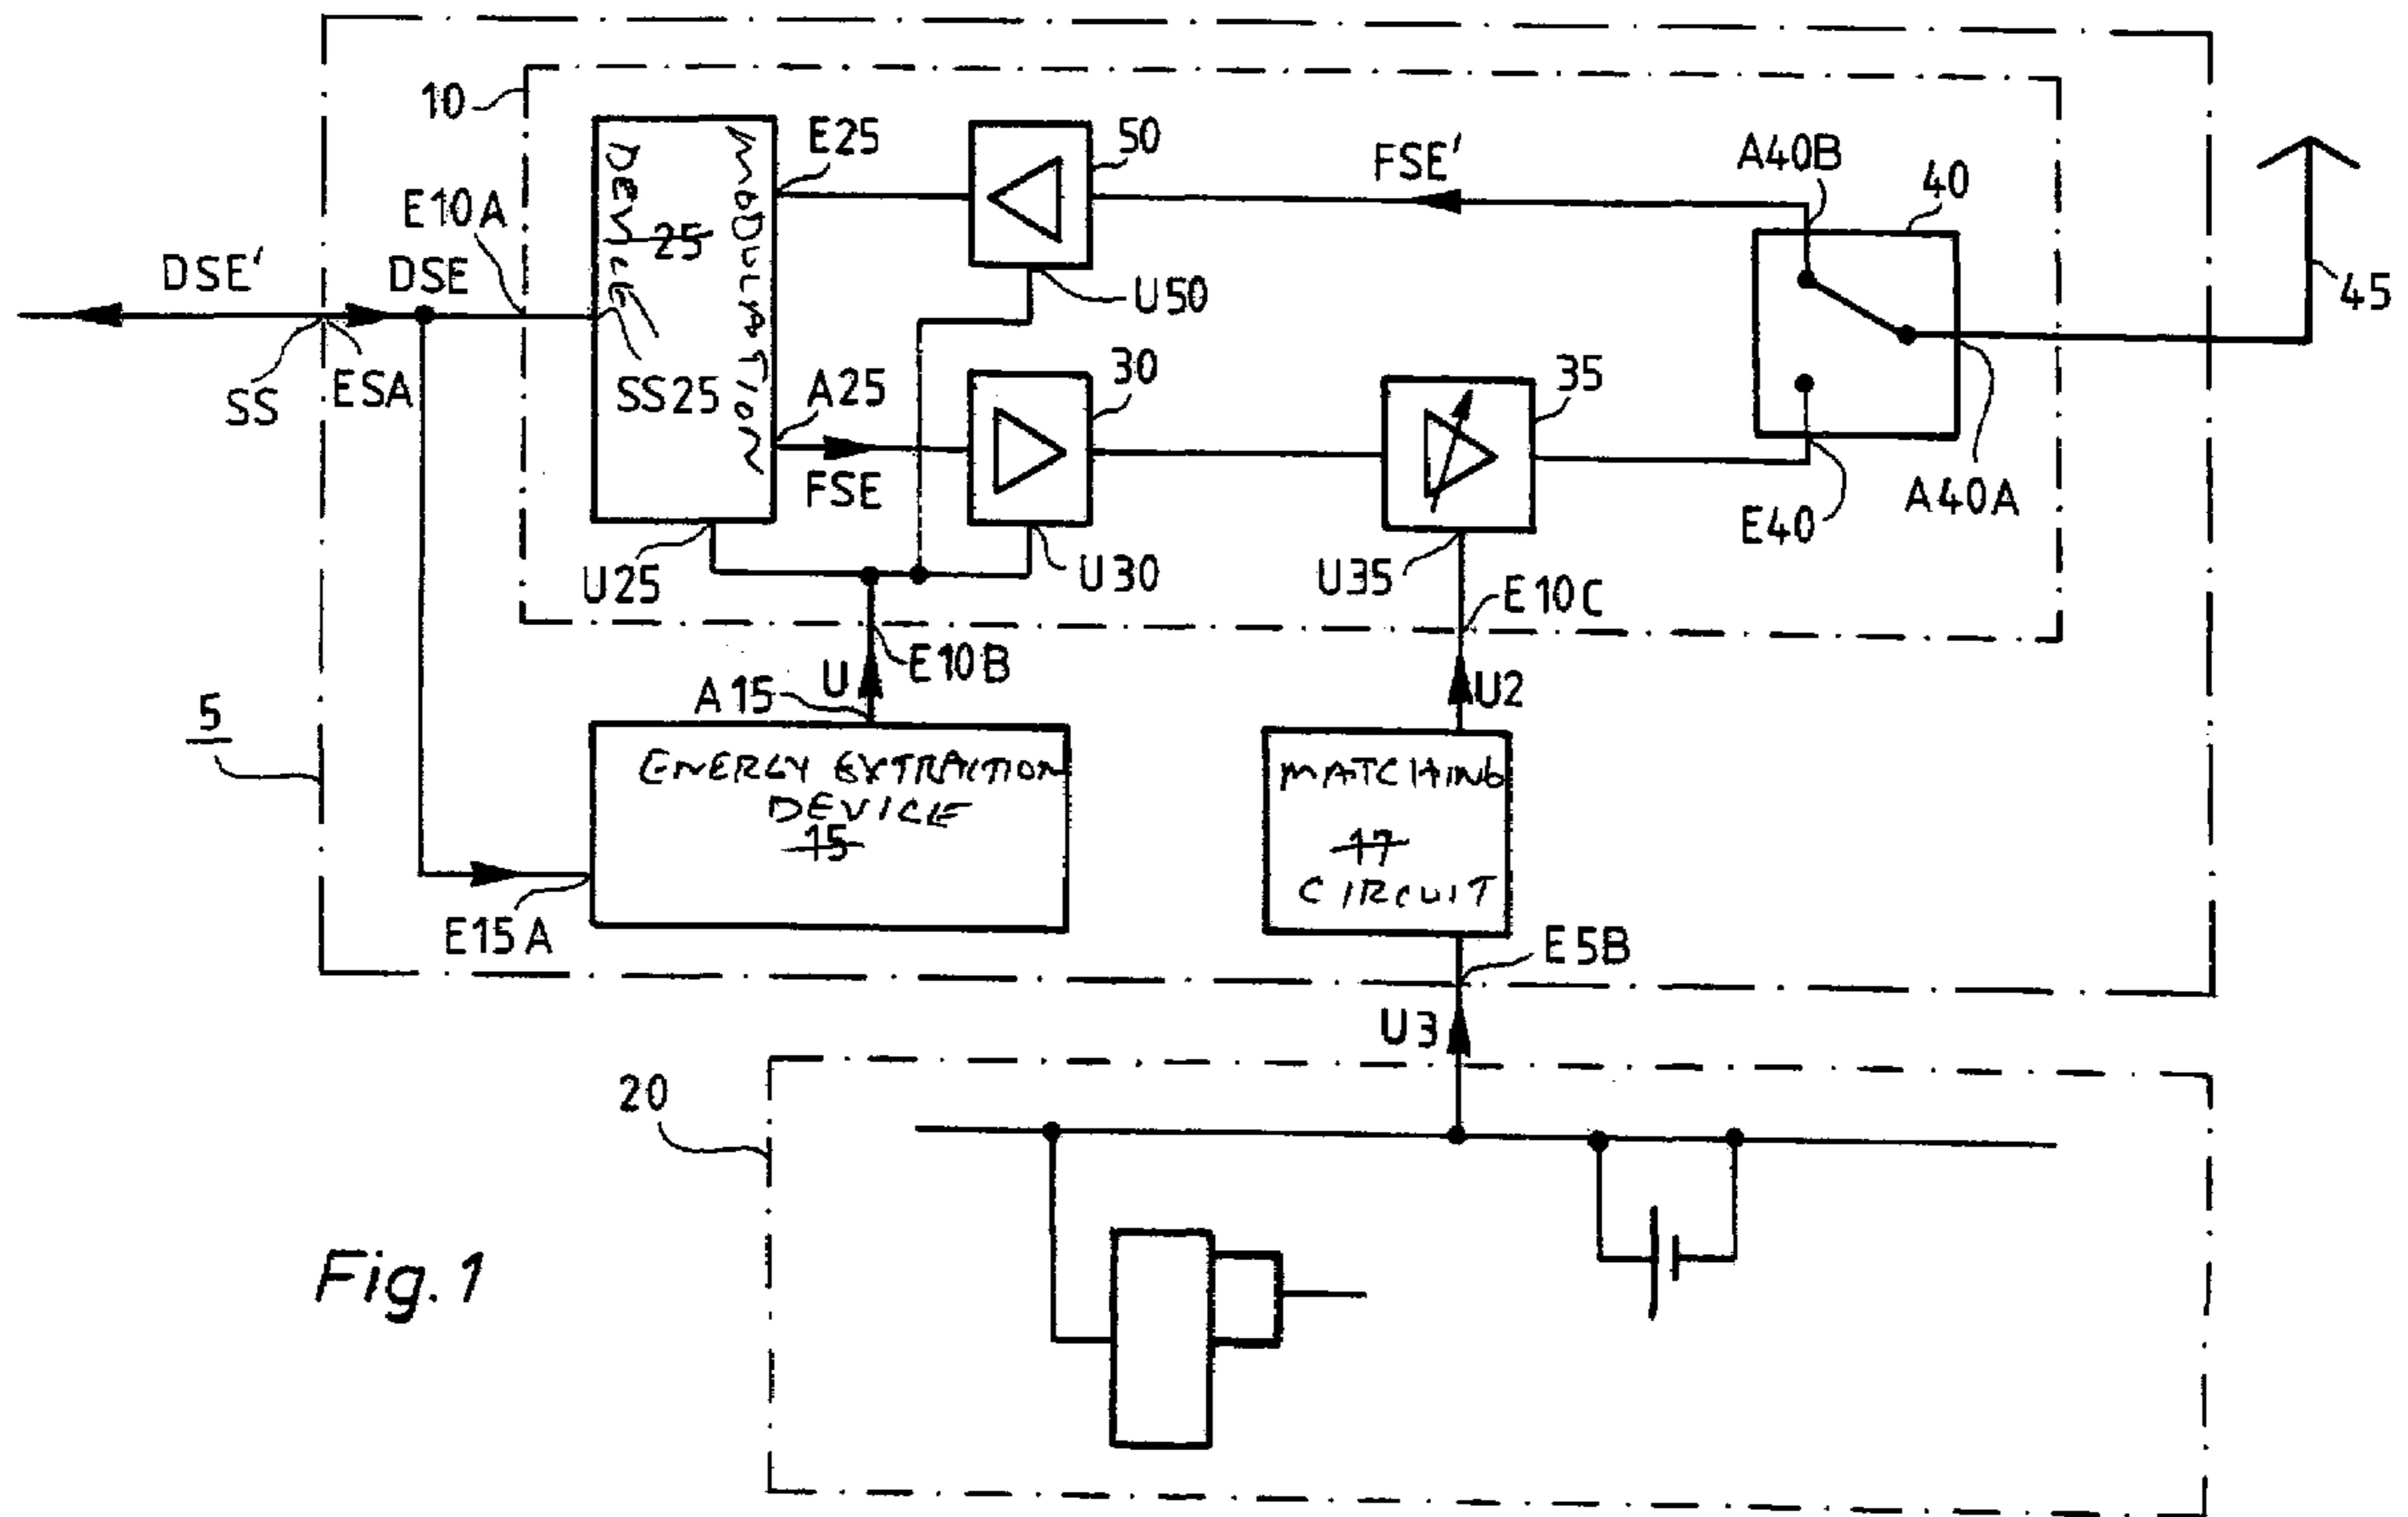 10
E25
50
FSE'
A40B
40
MODULATION
DEVICE
25
E10A
DSE'
DSE
U50
45
SS
ESA
SS25
A25
30
35
FSE
E40
A40A
U25
U30
U35
E10C
E10B
A15
U
U2
5
ENERGY EXTRACTION
DEVICE
15
MATCHING
17
CIRCUIT
E15A
E5B
U3
20
Fig. 1